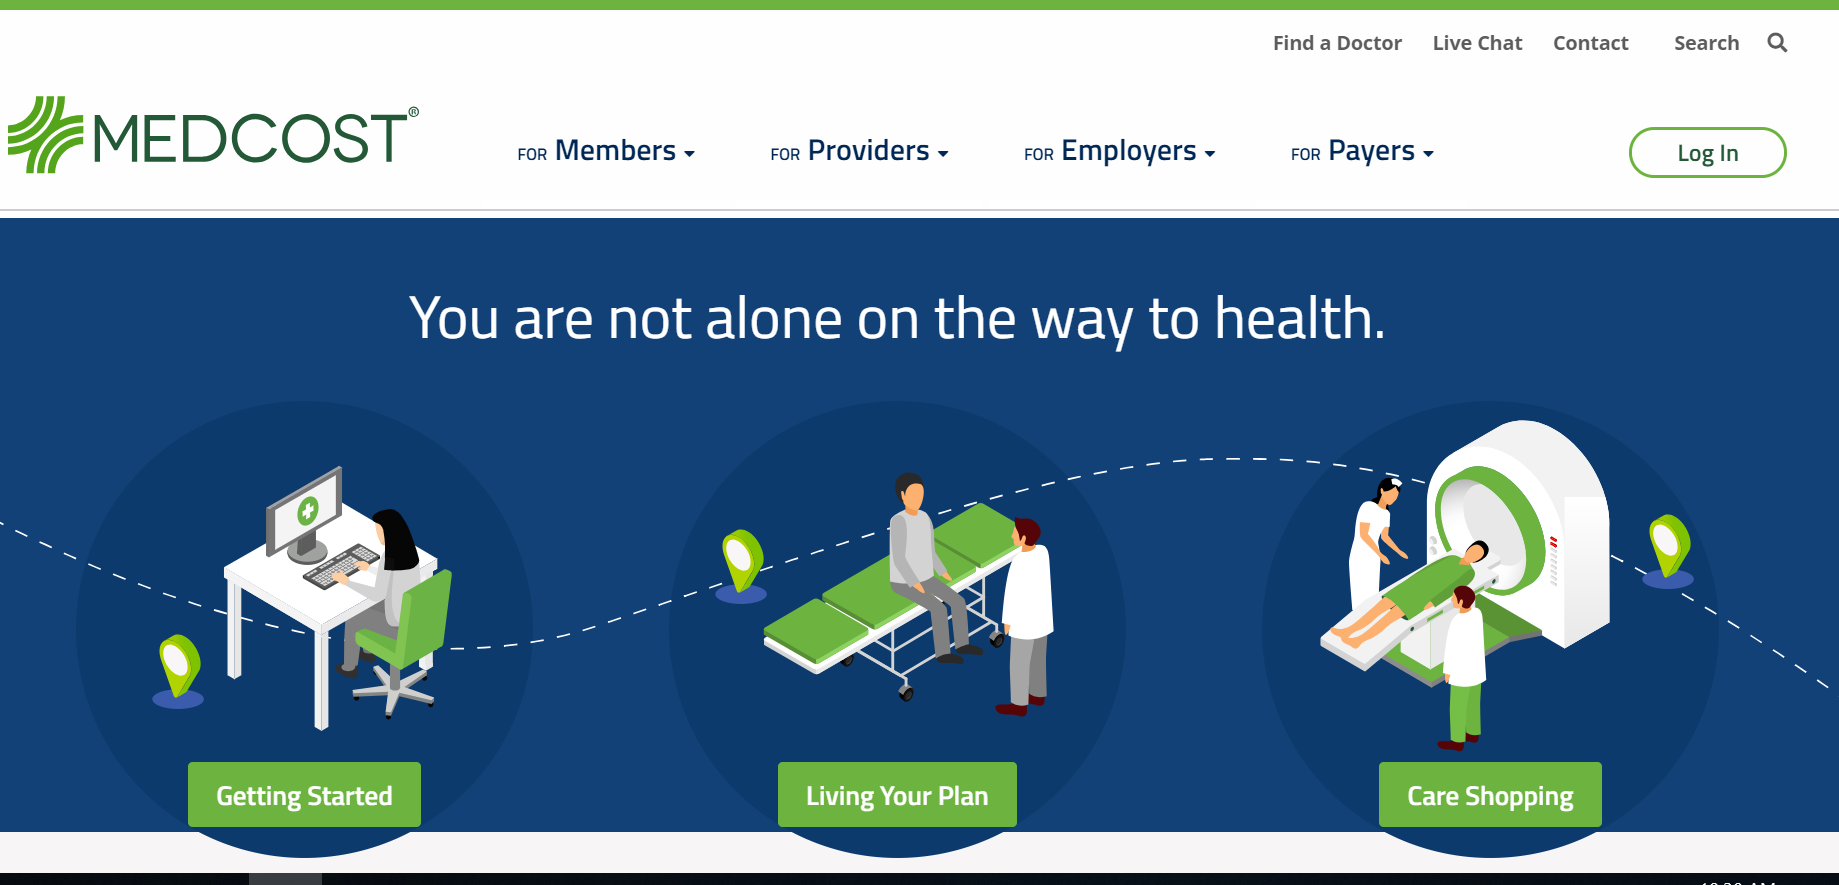 Find a Doctor Live Chat Contact Search
MEDCOST®
FOR Members FOR Providers FOR Employers FOR Payers Log In
You are not alone on the way to health.
Getting Started Living Your Plan Care Shopping